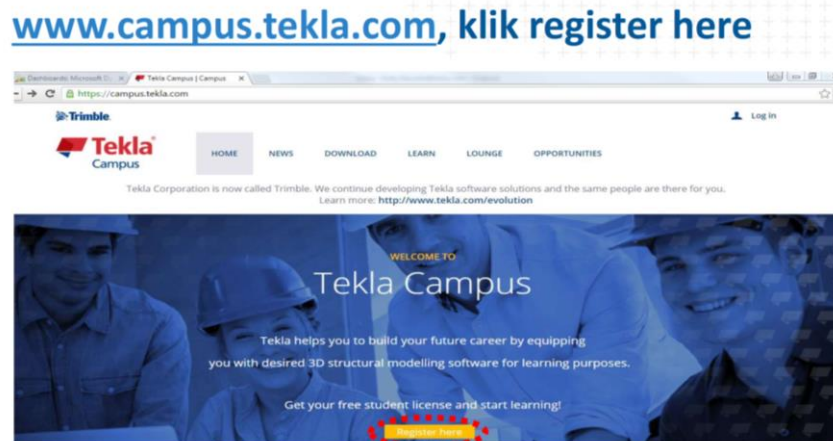 www.campus.tekla.com, klik register here
Tekla Campus | Campus
https://campus.tekla.com
Trimble.
Log in
Tekla
Campus
HOME NEWS DOWNLOAD LEARN LOUNGE OPPORTUNITIES
Tekla Corporation is now called Trimble. We continue developing Tekla software solutions and the same people are there for you.
Learn more: http://www.tekla.com/evolution
WELCOME TO
Tekla Campus
Tekla helps you to build your future career by equipping
you with desired 3D structural modelling software for learning purposes.
Get your free student license and start learning!
Register here